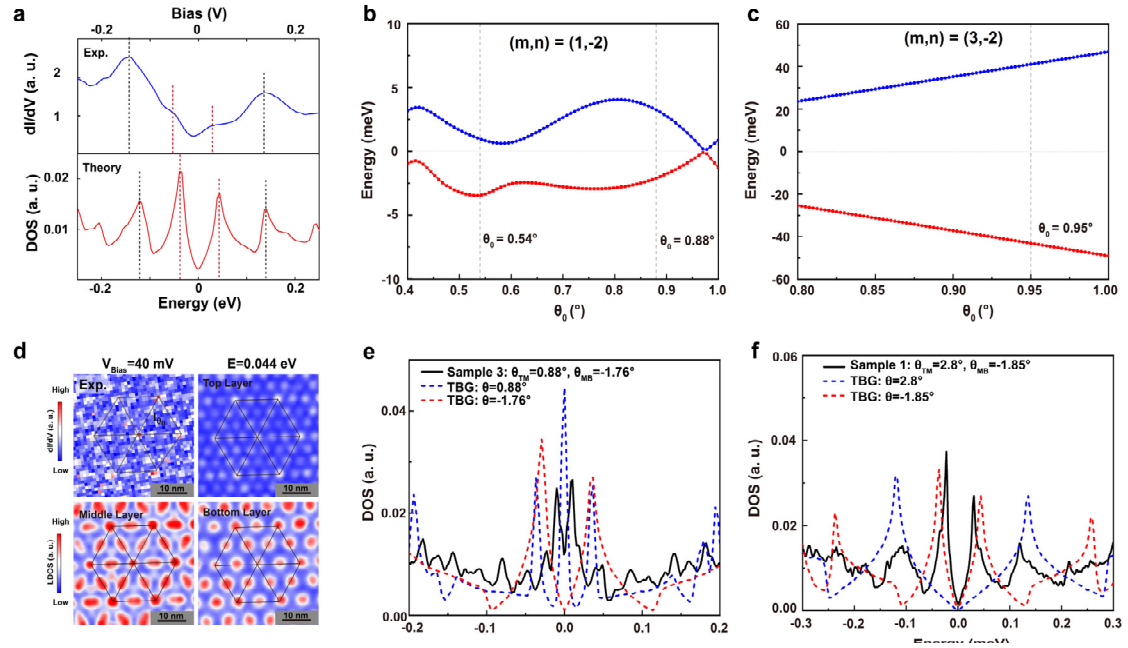 a
Bias (V)
-0.2
0
0.2
Exp.
2
1
dI/dV (a. u.)
Theory
0.02
0.01
DOS (a. u.)
-0.2
0
0.2
Energy (eV)
b
(m,n) = (1,-2)
10
5
0
-5
-10
Energy (meV)
θ₀ = 0.54°
θ₀ = 0.88°
0.4
0.5
0.6
0.7
0.8
0.9
1.0
θ₀ (°)
c
(m,n) = (3,-2)
60
40
20
0
-20
-40
-60
Energy (meV)
θ₀ = 0.95°
0.80
0.85
0.90
0.95
1.00
θ₀ (°)
d
V_Bias=40 mV
E=0.044 eV
High
dI/dV (a. u.)
Low
Exp.
10 nm
Top Layer
10 nm
High
LDOS (a. u.)
Low
Middle Layer
10 nm
Bottom Layer
10 nm
e
Sample 3: θ_TM=0.88°, θ_MB=-1.76°
TBG: θ=0.88°
TBG: θ=-1.76°
0.04
0.02
0.00
DOS (a. u.)
-0.2
-0.1
0.0
0.1
0.2
f
Sample 1: θ_TM=2.8°, θ_MB=-1.85°
TBG: θ=2.8°
TBG: θ=-1.85°
0.06
0.04
0.02
0.00
DOS (a. u.)
-0.3
-0.2
-0.1
0.0
0.1
0.2
0.3
Energy (meV)